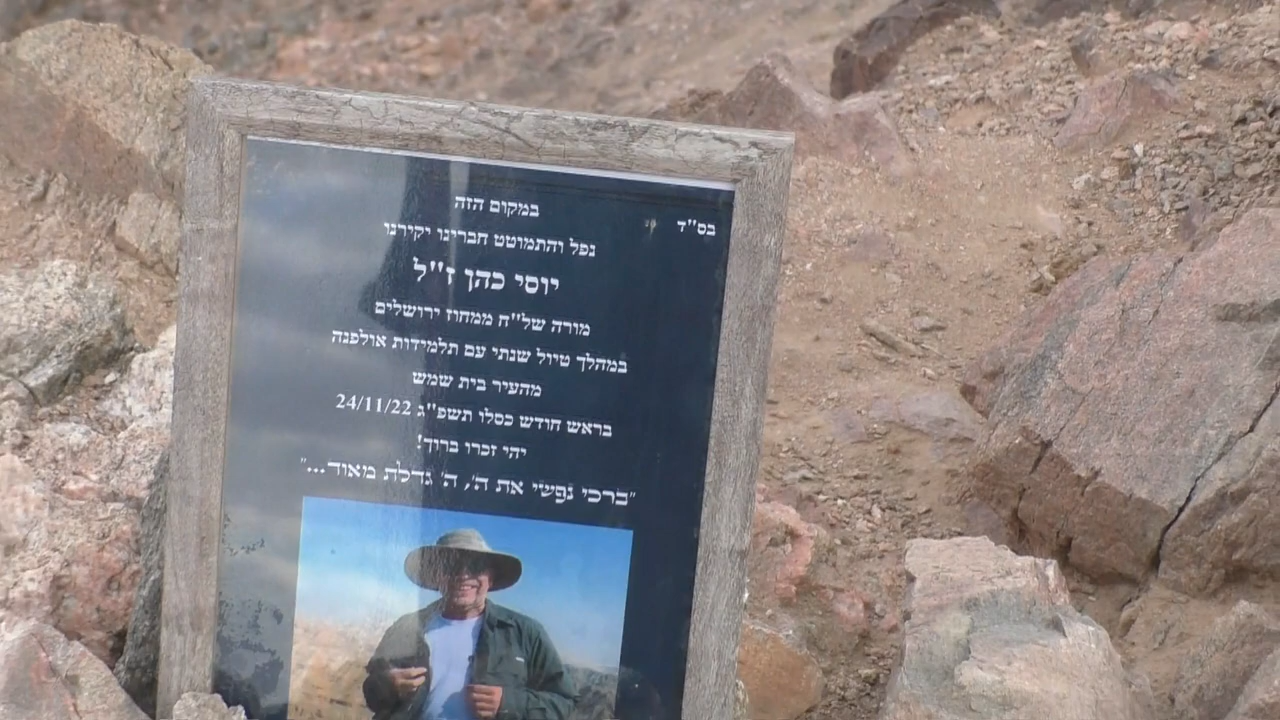 בס"ד
במקום הזה
נפל והתמוטט חברינו יקירנו
יוסי כהן ז"ל
מורה של"ח ממחוז ירושלים
במהלך טיול שנתי עם תלמידות אולפנה
מהעיר בית שמש
בראש חודש כסלו תשפ"ג 24/11/22
יהי זכרו ברוך!
"ברכי נפשי את ה', ה' גדלת מאוד..."